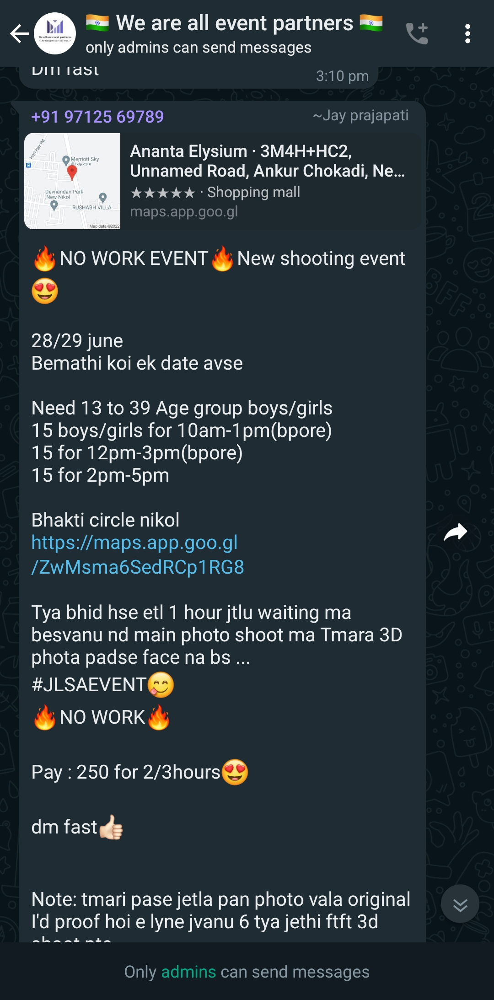 🇮🇳 We are all event partners 🇮🇳
only admins can send messages
Dm fast
3:10 pm
+91 97125 69789
~Jay prajapati
Hari Har Rd
Merriott Sky
Devnandan Park
,New Nikol
RUSHABH VILLA
Map data ©2022
Ananta Elysium · 3M4H+HC2,
Unnamed Road, Ankur Chokadi, Ne...
★★★★★ · Shopping mall
maps.app.goo.gl
🔥NO WORK EVENT🔥New shooting event
😍
28/29 june
Bemathi koi ek date avse
Need 13 to 39 Age group boys/girls
15 boys/girls for 10am-1pm(bpore)
15 for 12pm-3pm(bpore)
15 for 2pm-5pm
Bhakti circle nikol
https://maps.app.goo.gl
/ZwMsma6SedRCp1RG8
Tya bhid hse etl 1 hour jtlu waiting ma
besvanu nd main photo shoot ma Tmara 3D
phota padse face na bs ...
#JLSAEVENT😋
🔥NO WORK🔥
Pay : 250 for 2/3hours😍
dm fast👍🏻
Note: tmari pase jetla pan photo vala original
I'd proof hoi e lyne jvanu 6 tya jethi ftft 3d
Only admins can send messages